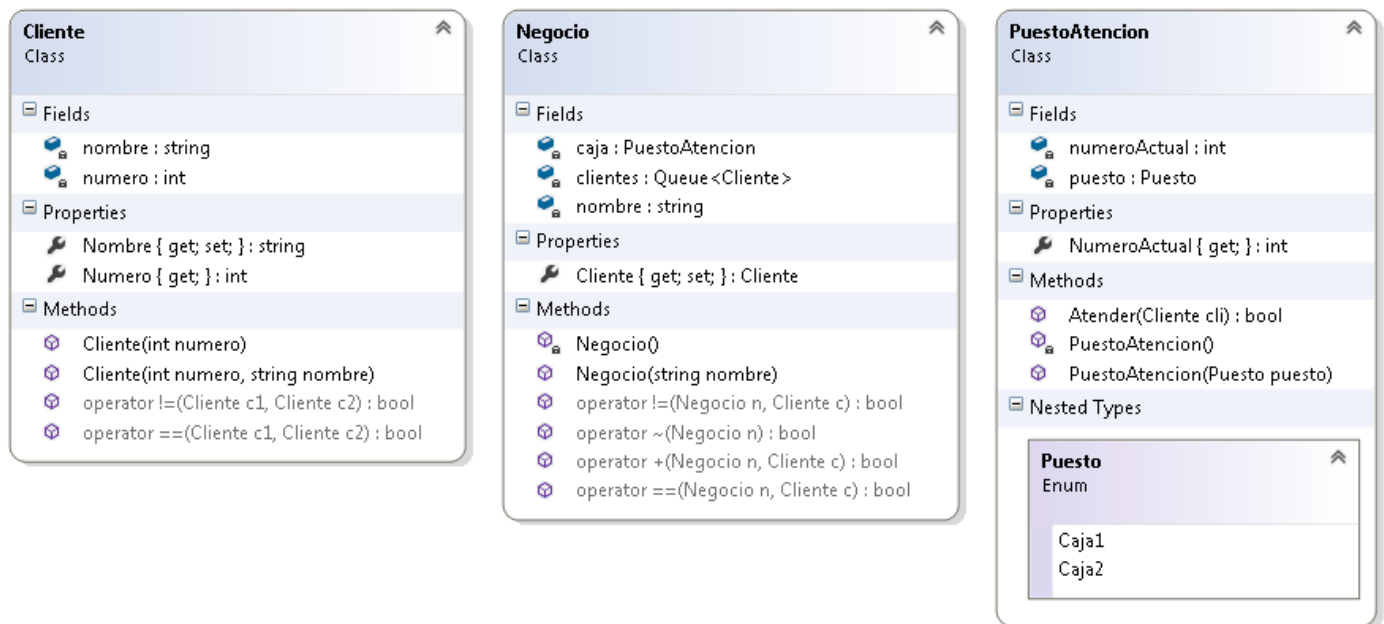 Cliente
Class
Fields
nombre : string
numero : int
Properties
Nombre { get; set; } : string
Numero { get; } : int
Methods
Cliente(int numero)
Cliente(int numero, string nombre)
operator !=(Cliente c1, Cliente c2) : bool
operator ==(Cliente c1, Cliente c2) : bool
Negocio
Class
Fields
caja : PuestoAtencion
clientes : Queue<Cliente>
nombre : string
Properties
Cliente { get; set; } : Cliente
Methods
Negocio()
Negocio(string nombre)
operator !=(Negocio n, Cliente c) : bool
operator ~(Negocio n) : bool
operator +(Negocio n, Cliente c) : bool
operator ==(Negocio n, Cliente c) : bool
PuestoAtencion
Class
Fields
numeroActual : int
puesto : Puesto
Properties
NumeroActual { get; } : int
Methods
Atender(Cliente cli) : bool
PuestoAtencion()
PuestoAtencion(Puesto puesto)
Nested Types
Puesto
Enum
Caja1
Caja2